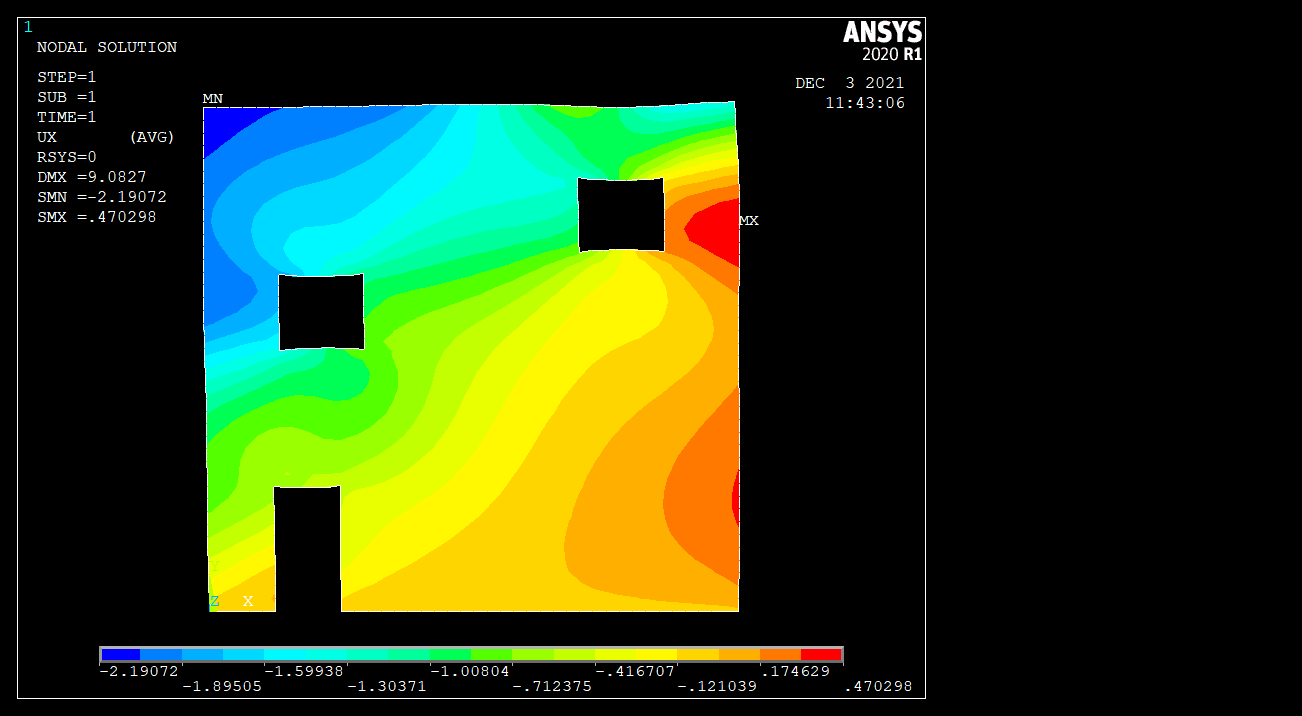 1
NODAL SOLUTION
STEP=1
SUB =1
TIME=1
UX (AVG)
RSYS=0
DMX =9.0827
SMN =-2.19072
SMX =.470298
ANSYS
2020 R1
DEC 3 2021
11:43:06
MN
MX
Y
Z X
-2.19072 -1.59938 -1.00804 -.416707 .174629
-1.89505 -1.30371 -.712375 -.121039 .470298